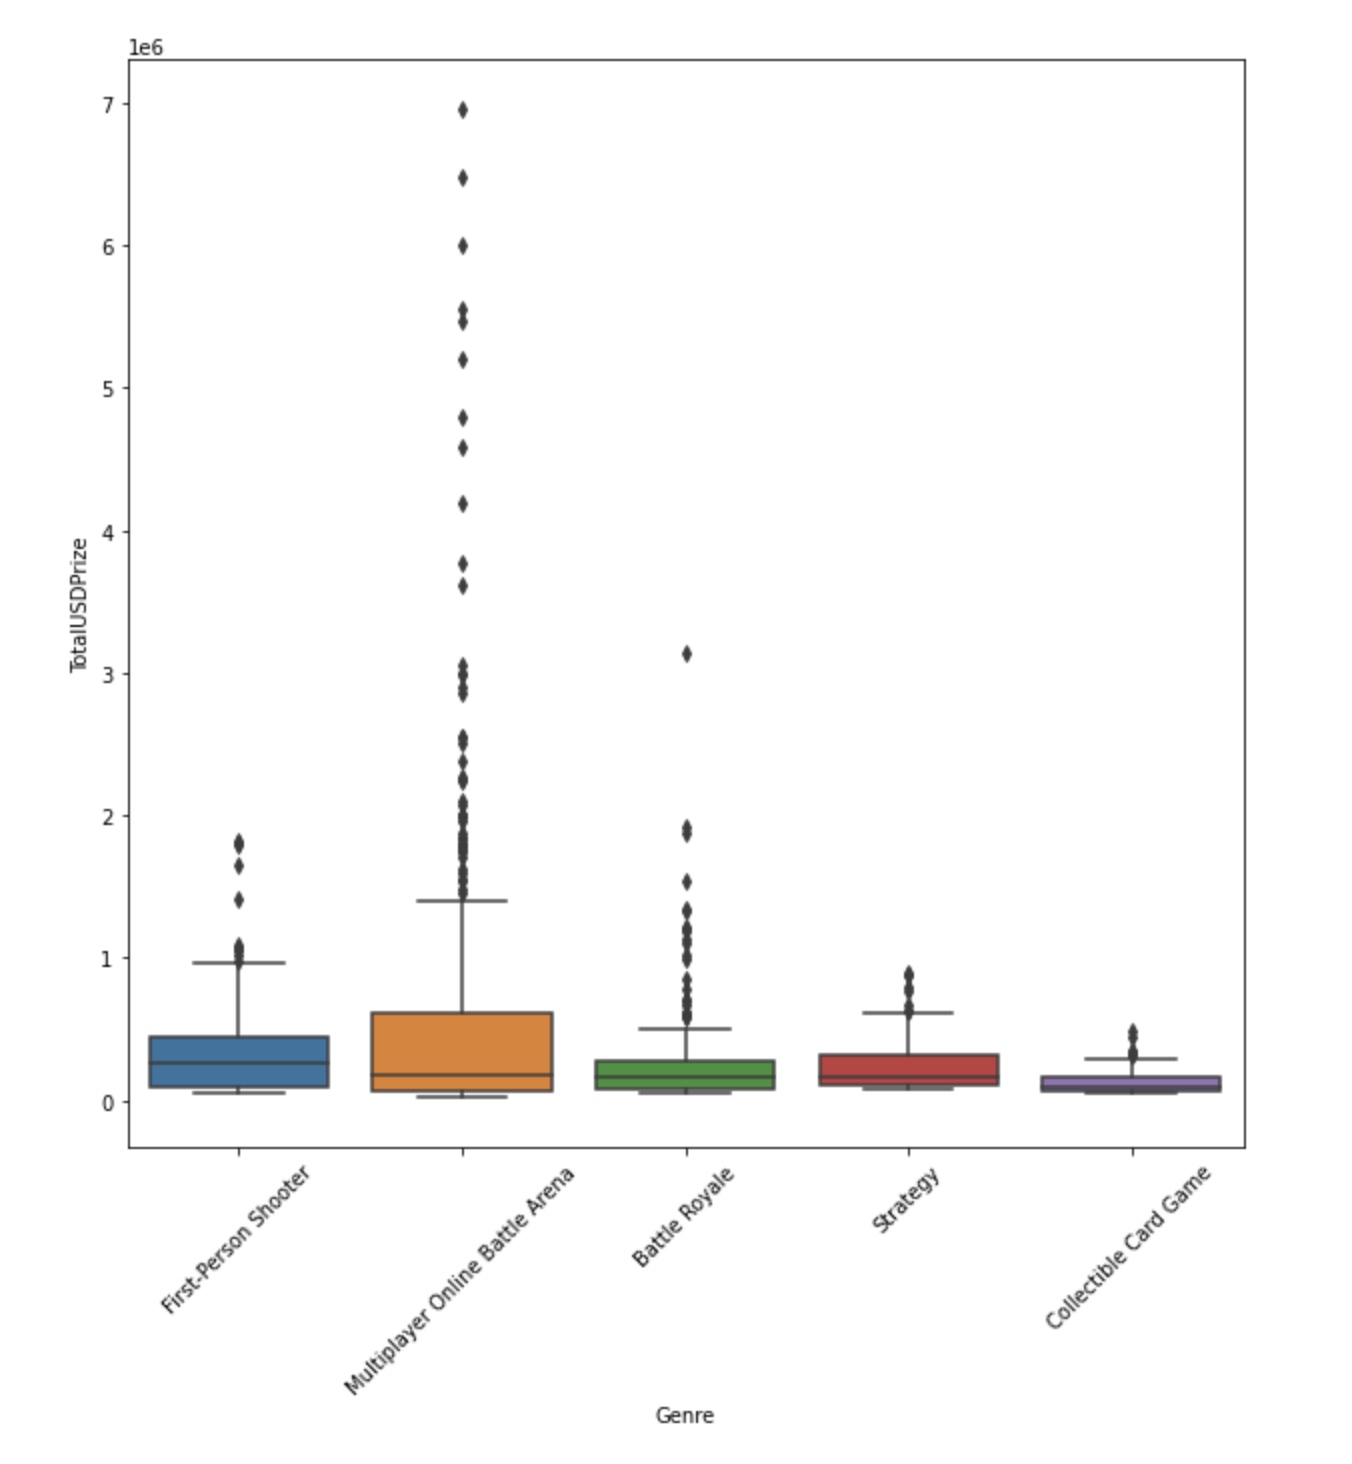 1e6
7
6
5
4
3
2
1
0
TotalUSDPrize
First-Person Shooter
Multiplayer Online Battle Arena
Battle Royale
Strategy
Collectible Card Game
Genre